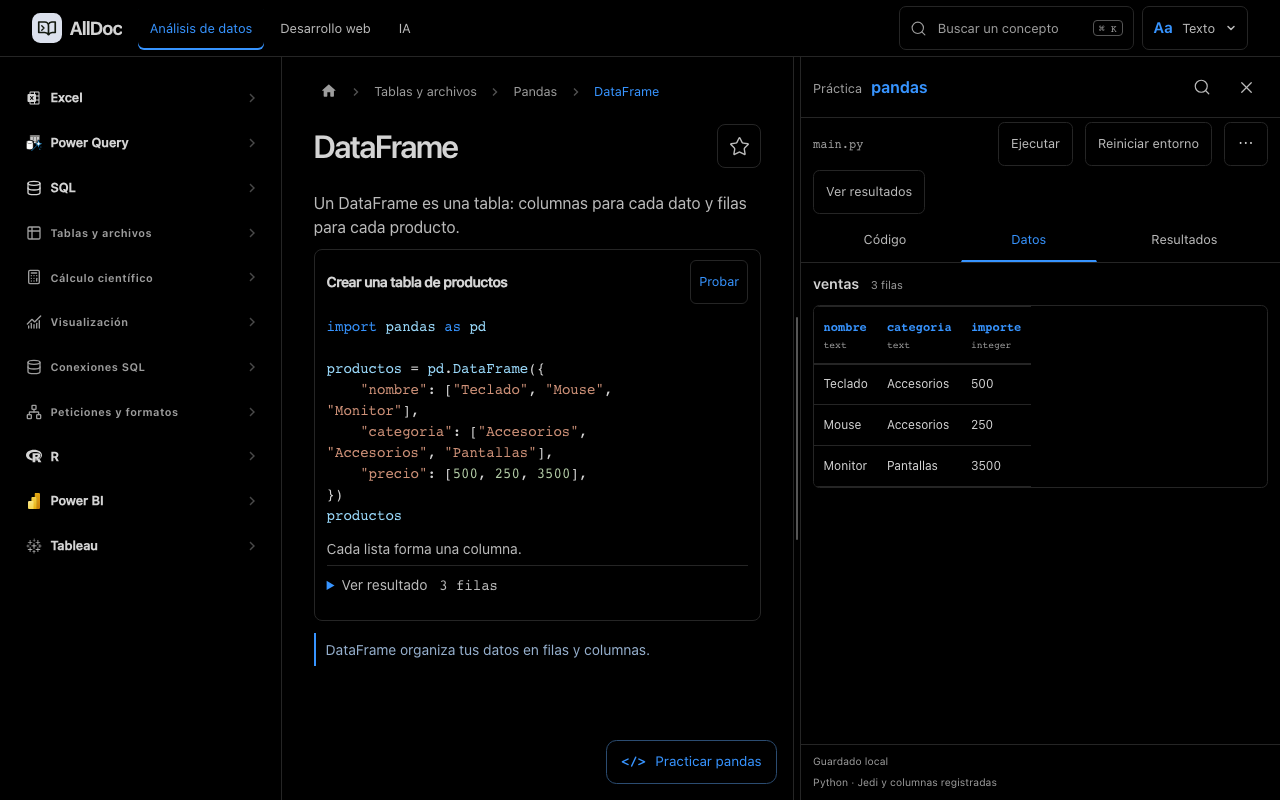 AllDoc
Análisis de datos
Desarrollo web
IA
Buscar un concepto
⌘ K
Aa Texto
Excel
Power Query
SQL
Tablas y archivos
Cálculo científico
Visualización
Conexiones SQL
Peticiones y formatos
R
Power BI
Tableau
Tablas y archivos > Pandas > DataFrame
DataFrame
Un DataFrame es una tabla: columnas para cada dato y filas
para cada producto.
Crear una tabla de productos
Probar
import pandas as pd
productos = pd.DataFrame({
    "nombre": ["Teclado", "Mouse",
"Monitor"],
    "categoria": ["Accesorios",
"Accesorios", "Pantallas"],
    "precio": [500, 250, 3500],
})
productos
Cada lista forma una columna.
Ver resultado 3 filas
DataFrame organiza tus datos en filas y columnas.
</> Practicar pandas
Práctica pandas
main.py
Ejecutar
Reiniciar entorno
...
Ver resultados
Código
Datos
Resultados
ventas 3 filas
nombre categoria importe
text text integer
Teclado Accesorios 500
Mouse Accesorios 250
Monitor Pantallas 3500
Guardado local
Python · Jedi y columnas registradas